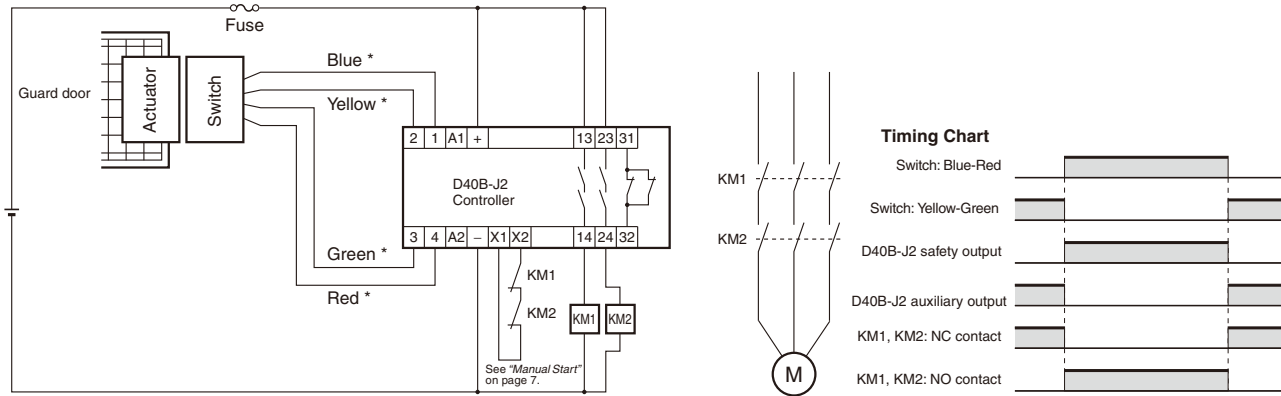 Fuse
Guard door
Actuator
Switch
Blue *
Yellow *
Green *
Red *
2 1 A1 + 13 23 31
D40B-J2
Controller
3 4 A2 − X1 X2 14 24 32
KM1
KM2
KM1 KM2
See "Manual Start"
on page 7.
KM1
KM2
M
Timing Chart
Switch: Blue-Red
Switch: Yellow-Green
D40B-J2 safety output
D40B-J2 auxiliary output
KM1, KM2: NC contact
KM1, KM2: NO contact